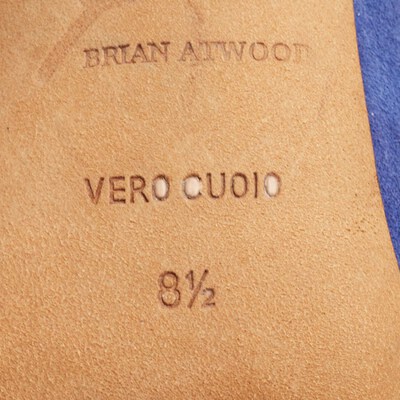 BRIAN ATWOOD
VERO CUOIO
8½